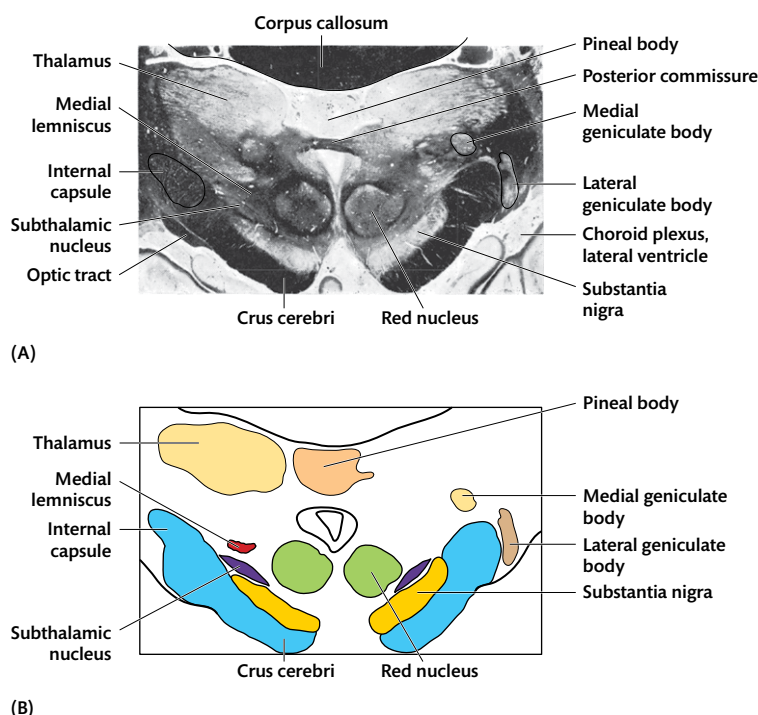 Corpus callosum
Thalamus
Medial
lemniscus
Internal
capsule
Subthalamic
nucleus
Optic tract
Pineal body
Posterior commissure
Medial
geniculate body
Lateral
geniculate body
Choroid plexus,
lateral ventricle
Substantia
nigra
Crus cerebri
Red nucleus
(A)
Thalamus
Medial
lemniscus
Internal
capsule
Subthalamic
nucleus
Pineal body
Medial geniculate
body
Lateral geniculate
body
Substantia nigra
Crus cerebri
Red nucleus
(B)